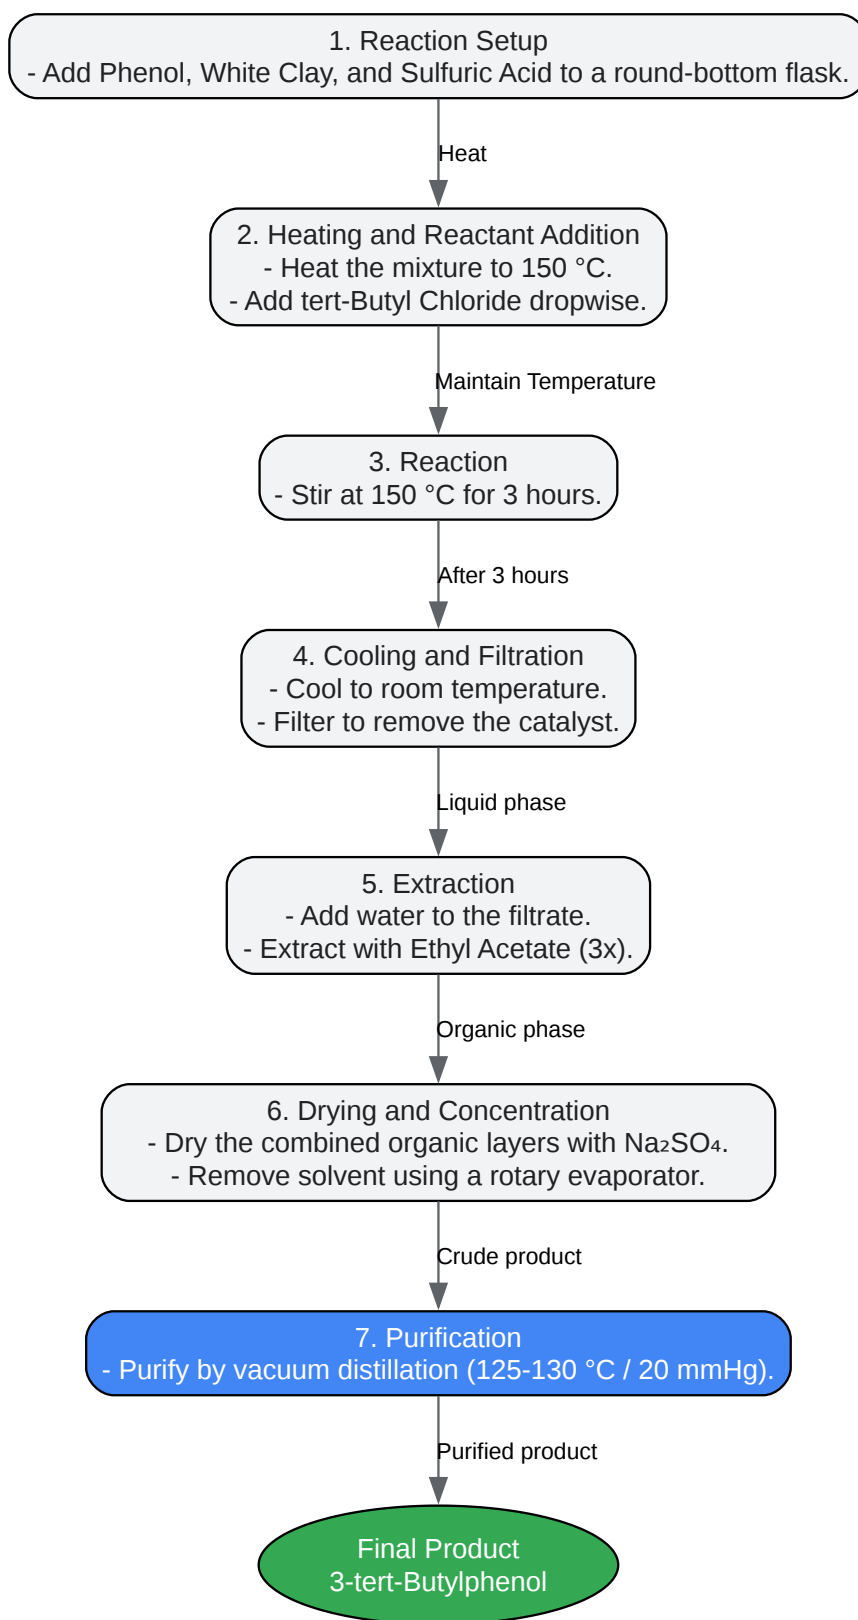 1. Reaction Setup
- Add Phenol, White Clay, and Sulfuric Acid to a round-bottom flask.
Heat
2. Heating and Reactant Addition
- Heat the mixture to 150 °C.
- Add tert-Butyl Chloride dropwise.
Maintain Temperature
3. Reaction
- Stir at 150 °C for 3 hours.
After 3 hours
4. Cooling and Filtration
- Cool to room temperature.
- Filter to remove the catalyst.
Liquid phase
5. Extraction
- Add water to the filtrate.
- Extract with Ethyl Acetate (3x).
Organic phase
6. Drying and Concentration
- Dry the combined organic layers with Na₂SO₄.
- Remove solvent using a rotary evaporator.
Crude product
7. Purification
- Purify by vacuum distillation (125-130 °C / 20 mmHg).
Purified product
Final Product
3-tert-Butylphenol